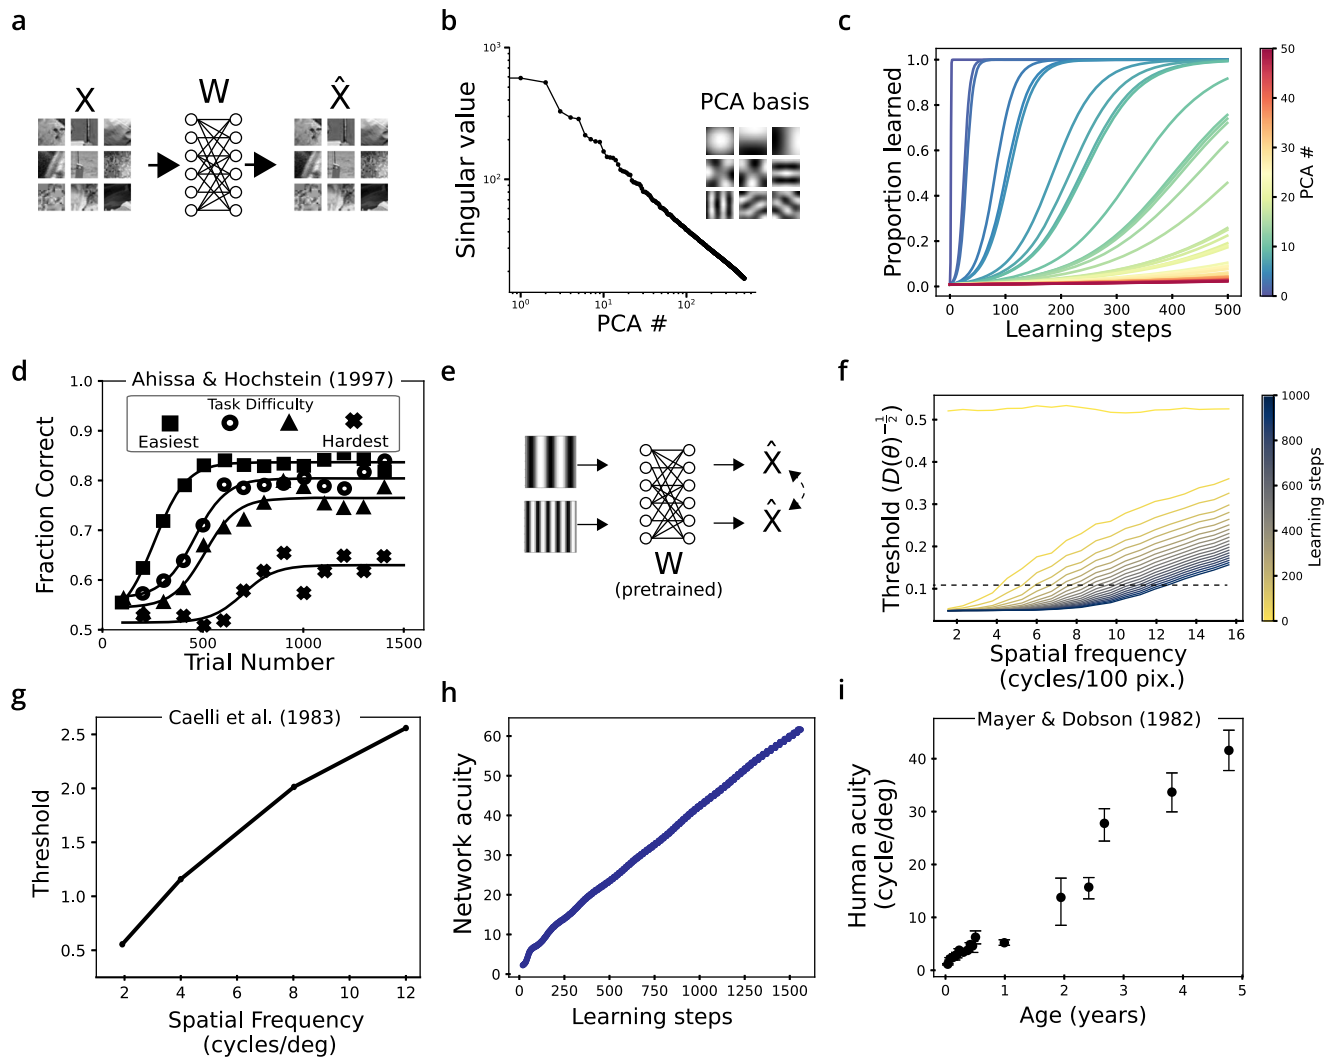 a
X
W
X̂
b
10³
10²
10⁰
10¹
10²
Singular value
PCA #
PCA basis
c
1.0
0.8
0.6
0.4
0.2
0.0
0
100
200
300
400
500
Proportion learned
Learning steps
50
40
30
20
10
0
PCA #
d
Ahissa & Hochstein (1997)
Task Difficulty
Easiest
Hardest
1.0
0.9
0.8
0.7
0.6
0.5
0
500
1000
1500
Fraction Correct
Trial Number
e
X̂
X̂
W
(pretrained)
f
0.5
0.4
0.3
0.2
0.1
2
4
6
8
10
12
14
16
Threshold (D(θ)^{-1/2})
Spatial frequency
(cycles/100 pix.)
1000
800
600
400
200
0
Learning steps
g
Caelli et al. (1983)
2.5
2.0
1.5
1.0
0.5
2
4
6
8
10
12
Threshold
Spatial Frequency
(cycles/deg)
h
60
50
40
30
20
10
0
0
250
500
750
1000
1250
1500
Network acuity
Learning steps
i
Mayer & Dobson (1982)
40
30
20
10
0
0
1
2
3
4
5
Human acuity
(cycle/deg)
Age (years)